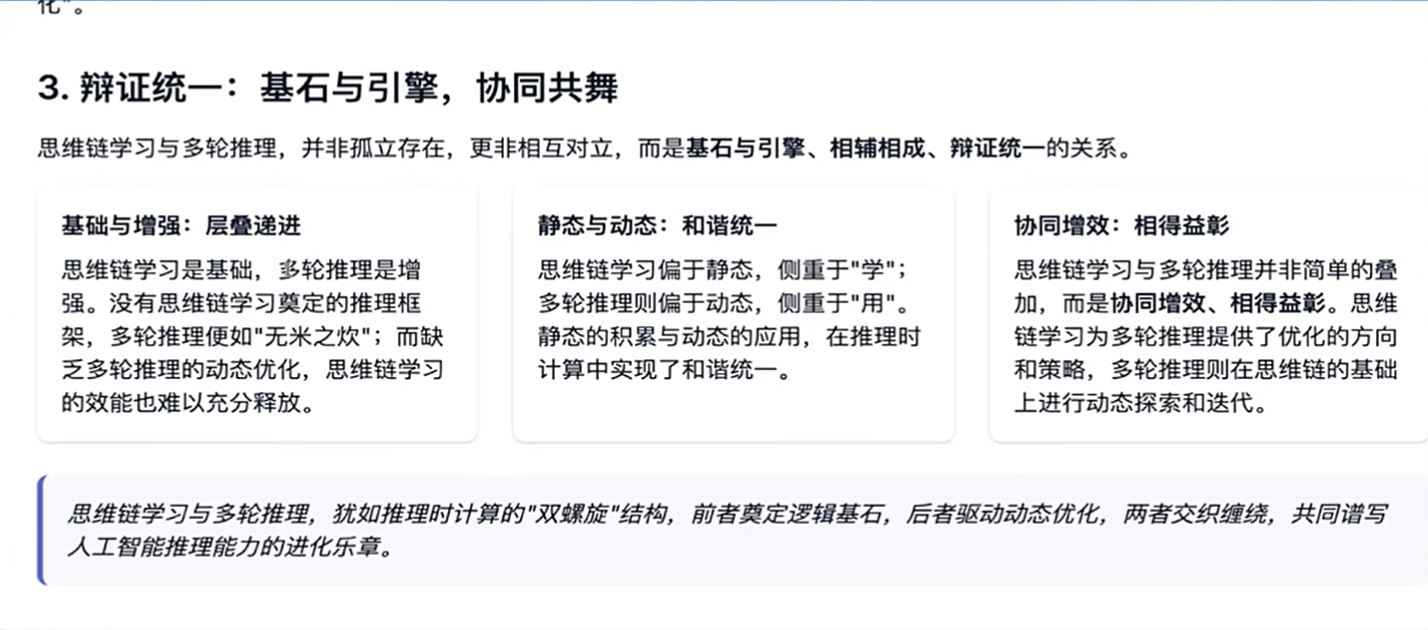 化"。
3. 辩证统一：基石与引擎，协同共舞
思维链学习与多轮推理，并非孤立存在，更非相互对立，而是基石与引擎、相辅相成、辩证统一的关系。
基础与增强：层叠递进
思维链学习是基础，多轮推理是增
强。没有思维链学习奠定的推理框
架，多轮推理便如"无米之炊"；而缺
乏多轮推理的动态优化，思维链学习
的效能也难以充分释放。
静态与动态：和谐统一
思维链学习偏于静态，侧重于"学"；
多轮推理则偏于动态，侧重于"用"。
静态的积累与动态的应用，在推理时
计算中实现了和谐统一。
协同增效：相得益彰
思维链学习与多轮推理并非简单的叠
加，而是协同增效、相得益彰。思维
链学习为多轮推理提供了优化的方向
和策略，多轮推理则在思维链的基础
上进行动态探索和迭代。
思维链学习与多轮推理，犹如推理时计算的"双螺旋"结构，前者奠定逻辑基石，后者驱动动态优化，两者交织缠绕，共同谱写
人工智能推理能力的进化乐章。